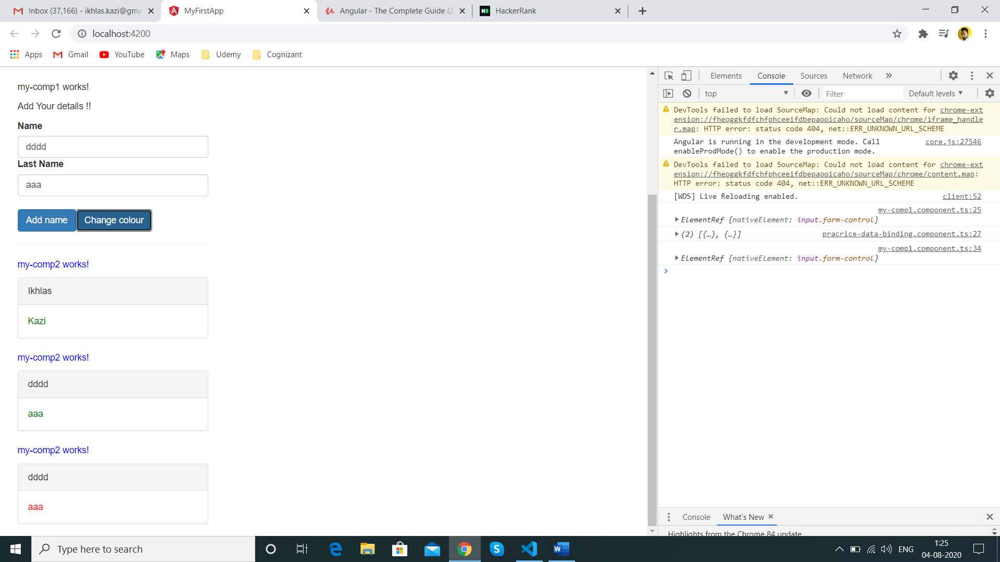 Inbox (37,166) - ikhlas.kazi@gma
MyFirstApp
Angular - The Complete Guide (2
HackerRank
localhost:4200
Apps
Gmail
YouTube
Maps
Udemy
Cognizant
my-comp1 works!
Add Your details !!
Name
dddd
Last Name
aaa
Add name
Change colour
my-comp2 works!
Ikhlas
Kazi
my-comp2 works!
dddd
aaa
my-comp2 works!
dddd
aaa
Elements
Console
Sources
Network
top
Filter
Default levels
DevTools failed to load SourceMap: Could not load content for chrome-ext
ension://fheoggkfdfchfphceeifdbepaooicaho/sourceMap/chrome/iframe_handle
r.map: HTTP error: status code 404, net::ERR_UNKNOWN_URL_SCHEME
Angular is running in the development mode. Call core.js:27546
enableProdMode() to enable the production mode.
DevTools failed to load SourceMap: Could not load content for chrome-ext
ension://fheoggkfdfchfphceeifdbepaooicaho/sourceMap/chrome/content.map:
HTTP error: status code 404, net::ERR_UNKNOWN_URL_SCHEME
[WDS] Live Reloading enabled. client:52
my-comp1.component.ts:25
ElementRef {nativeElement: input.form-control}
(2) [{…}, {…}] pracrice-data-binding.component.ts:27
my-comp1.component.ts:34
ElementRef {nativeElement: input.form-control}
Console
What's New
Highlights from the Chrome 84 update
Type here to search
ENG
1:25
04-08-2020